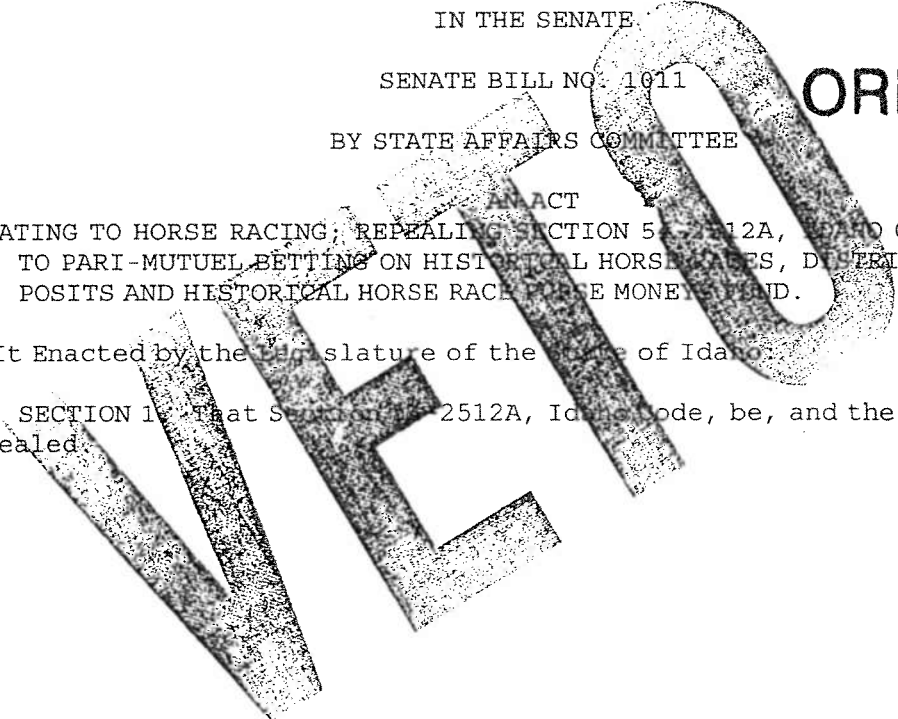 IN THE SENATE
SENATE BILL NO. 1011
ORI
BY STATE AFFAIRS COMMITTEE
AN ACT
ATING TO HORSE RACING; REPEALING SECTION 54-2512A, IDAHO C
TO PARI-MUTUEL BETTING ON HISTORICAL HORSE RACES, DISTRI
POSITS AND HISTORICAL HORSE RACE PURSE MONEYS FUND.
It Enacted by the Legislature of the State of Idaho:
SECTION 1. That Section 54-2512A, Idaho Code, be, and the
ealed.
VETO